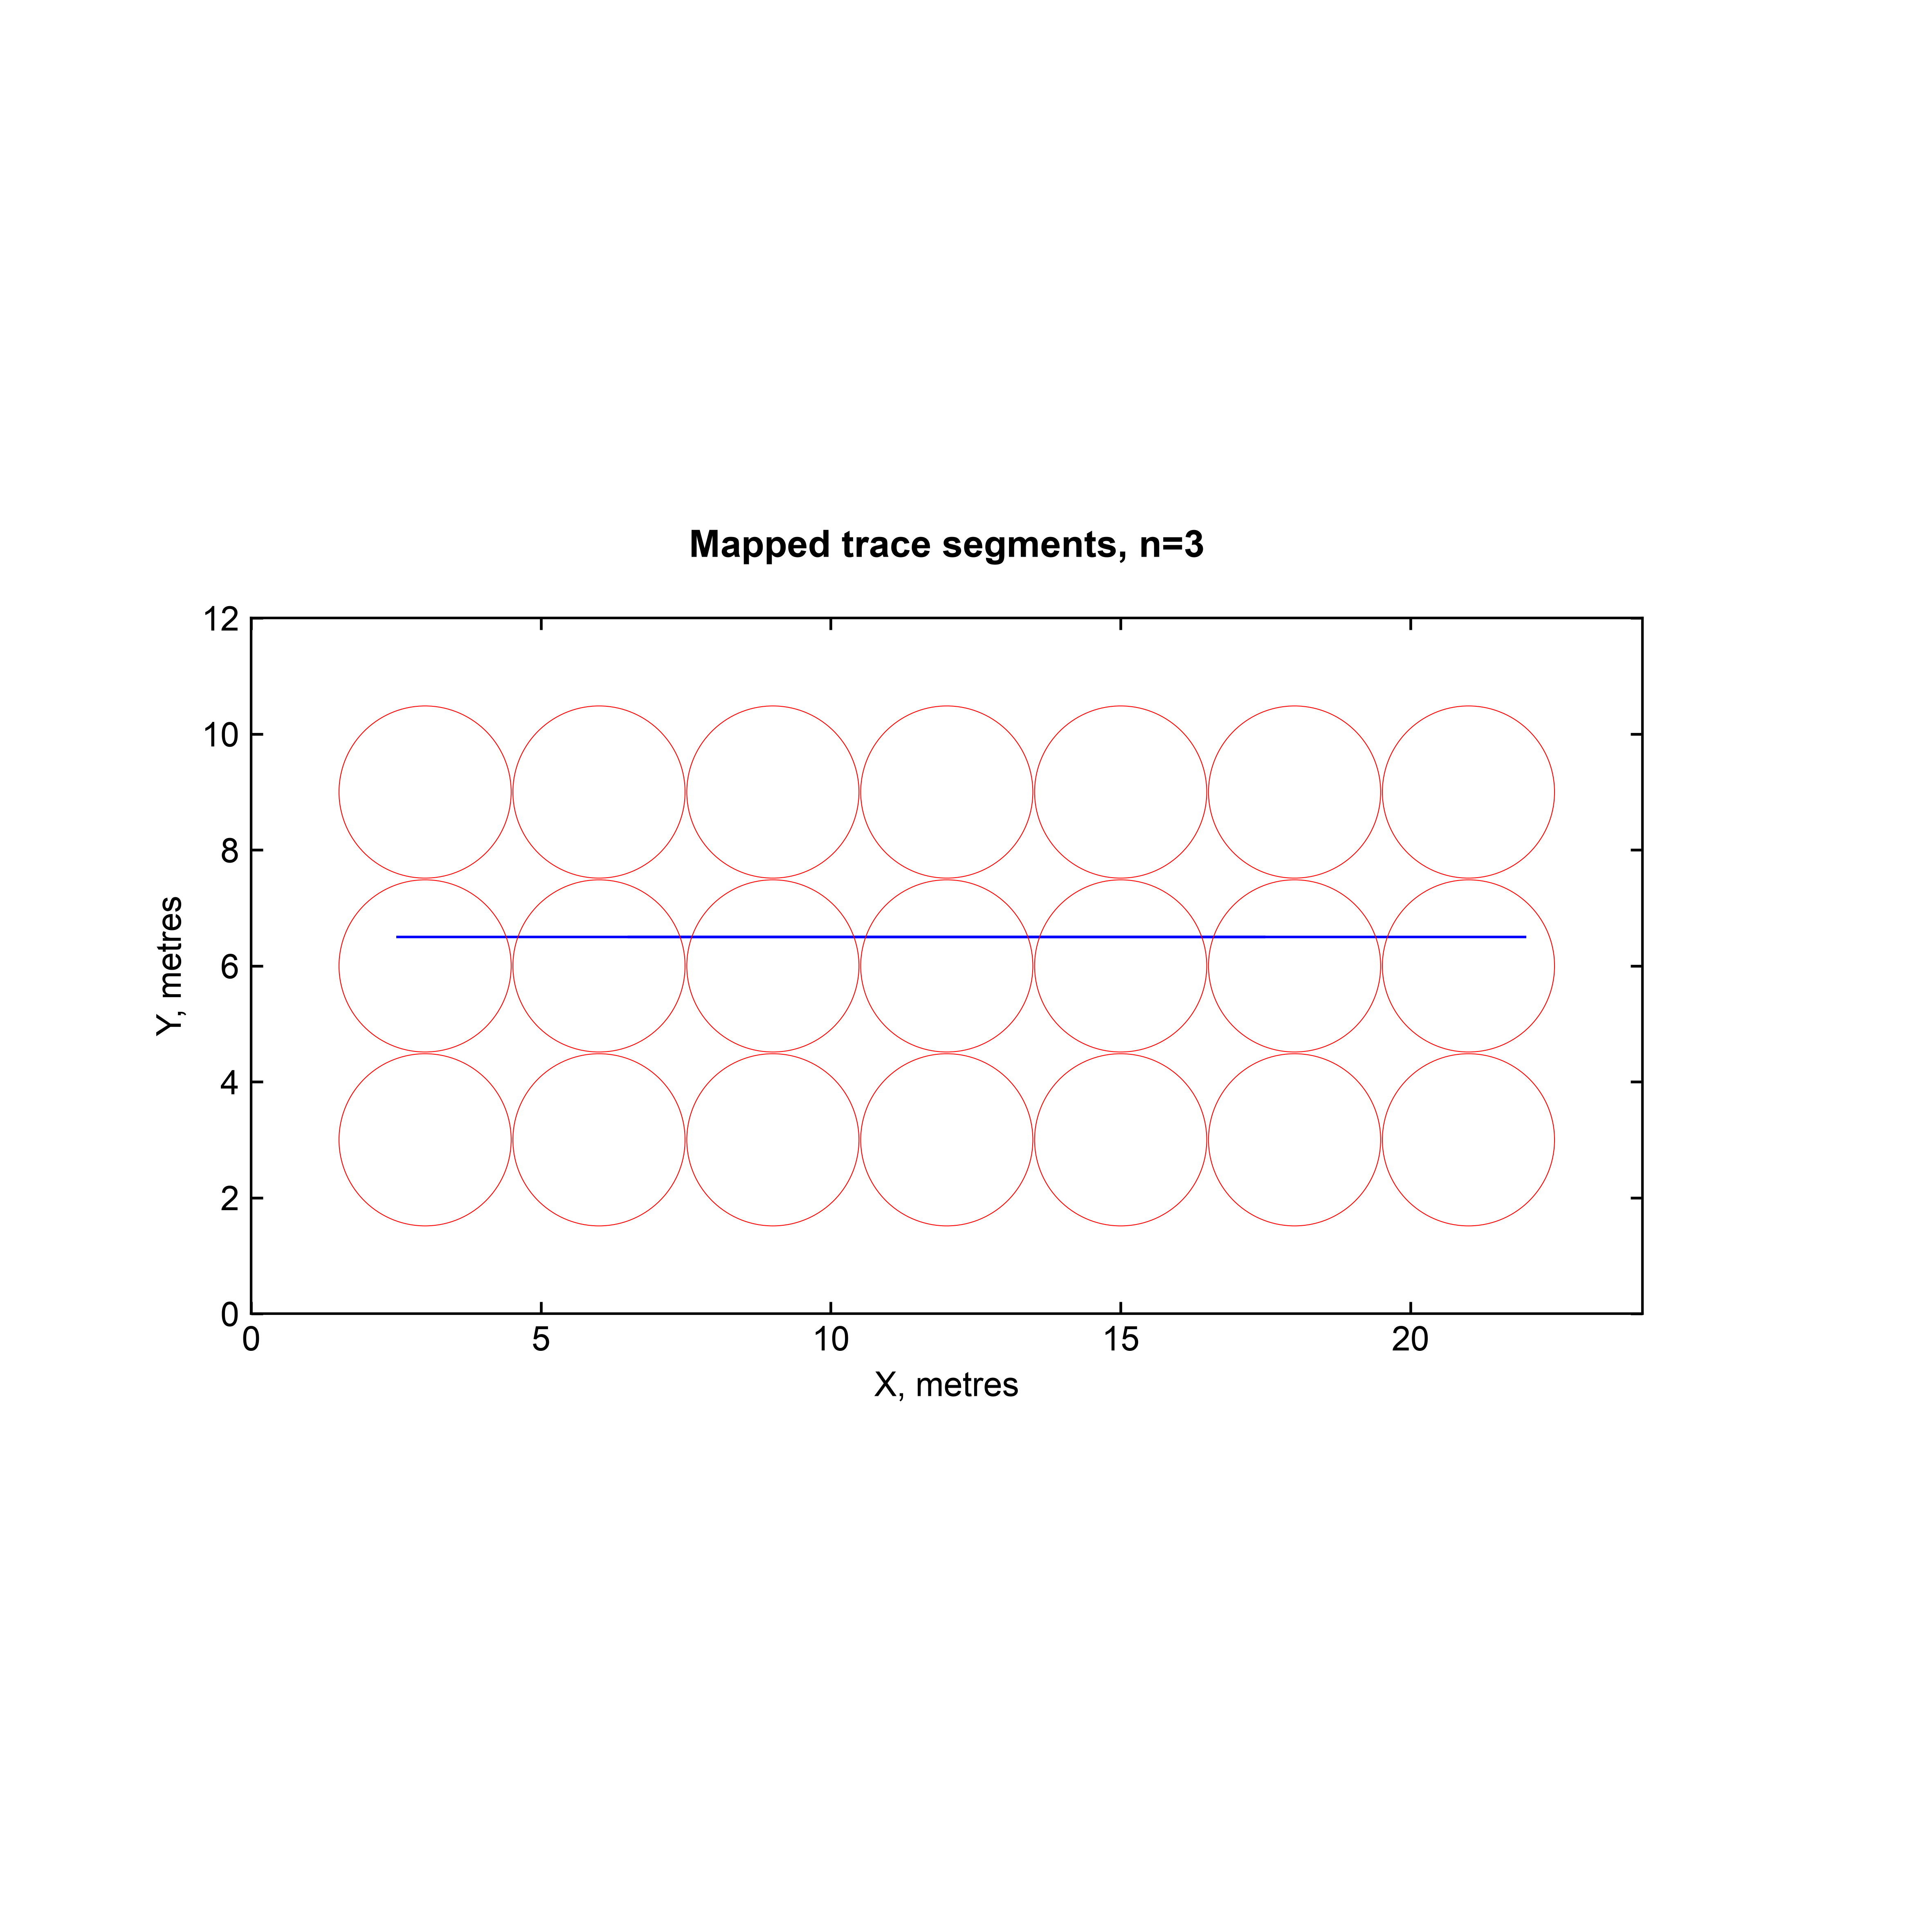 Mapped trace segments, n=3
12
10
8
6
4
2
0
Y, metres
0 5 10 15 20
X, metres